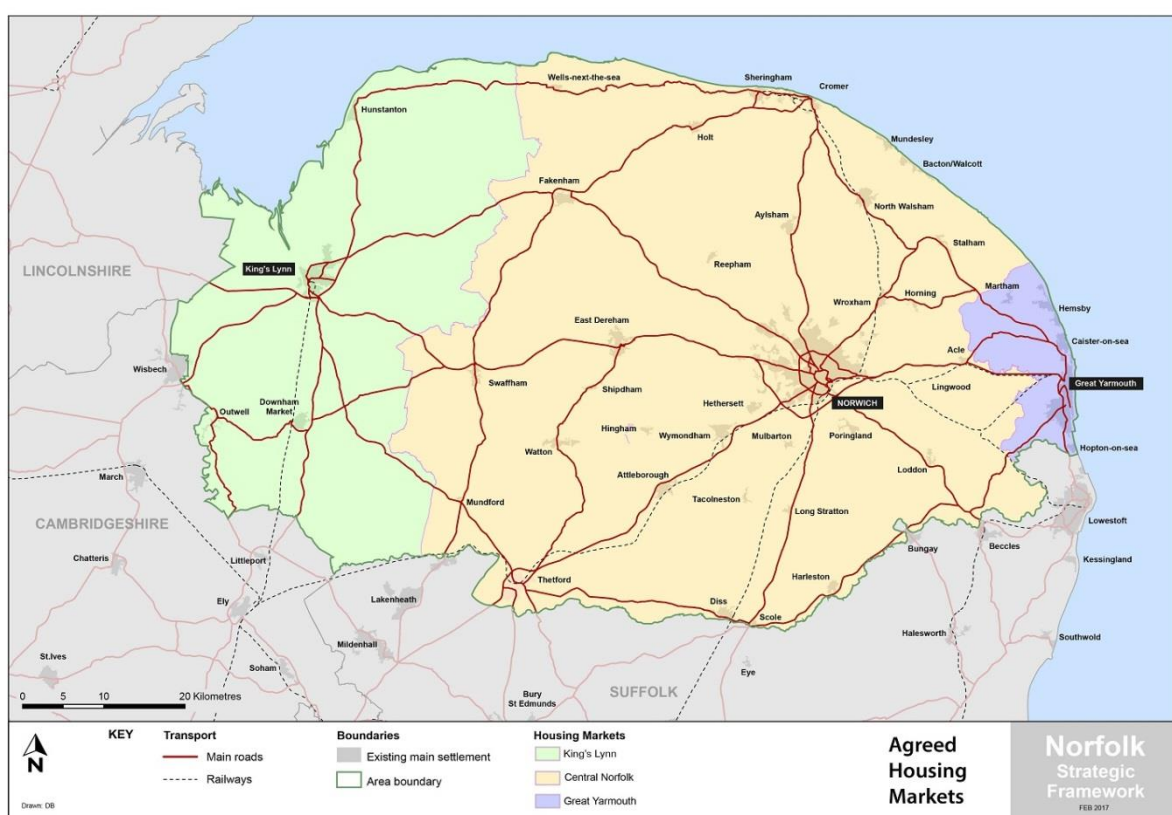 Wells-next-the-sea
Sheringham
Cromer
Hunstanton
Holt
Mundesley
Bacton/Walcott
Fakenham
North Walsham
Aylsham
Stalham
Reepham
LINCOLNSHIRE
King's Lynn
Martham
Wroxham
Horning
Hemsby
East Dereham
Caister-on-sea
Acle
Wisbech
Swaffham
Shipdham
Lingwood
Great Yarmouth
Hethersett
NORWICH
Outwell
Downham
Market
Hingham
Wymondham
Mulbarton
Poringland
Hopton-on-sea
Watton
Loddon
March
Attleborough
Mundford
Tacolneston
Long Stratton
Lowestoft
CAMBRIDGESHIRE
Bungay
Beccles
Chatteris
Littleport
Kessingland
Thetford
Harleston
Ely
Lakenheath
Diss
Scole
Halesworth
Southwold
Mildenhall
St.Ives
Soham
Eye
SUFFOLK
Bury
St Edmunds
0 5 10 20 Kilometres
N
Drawn: DB
KEY
Transport
Main roads
Railways
Boundaries
Existing main settlement
Area boundary
Housing Markets
King's Lynn
Central Norfolk
Great Yarmouth
Agreed
Housing
Markets
Norfolk
Strategic
Framework
FEB 2017